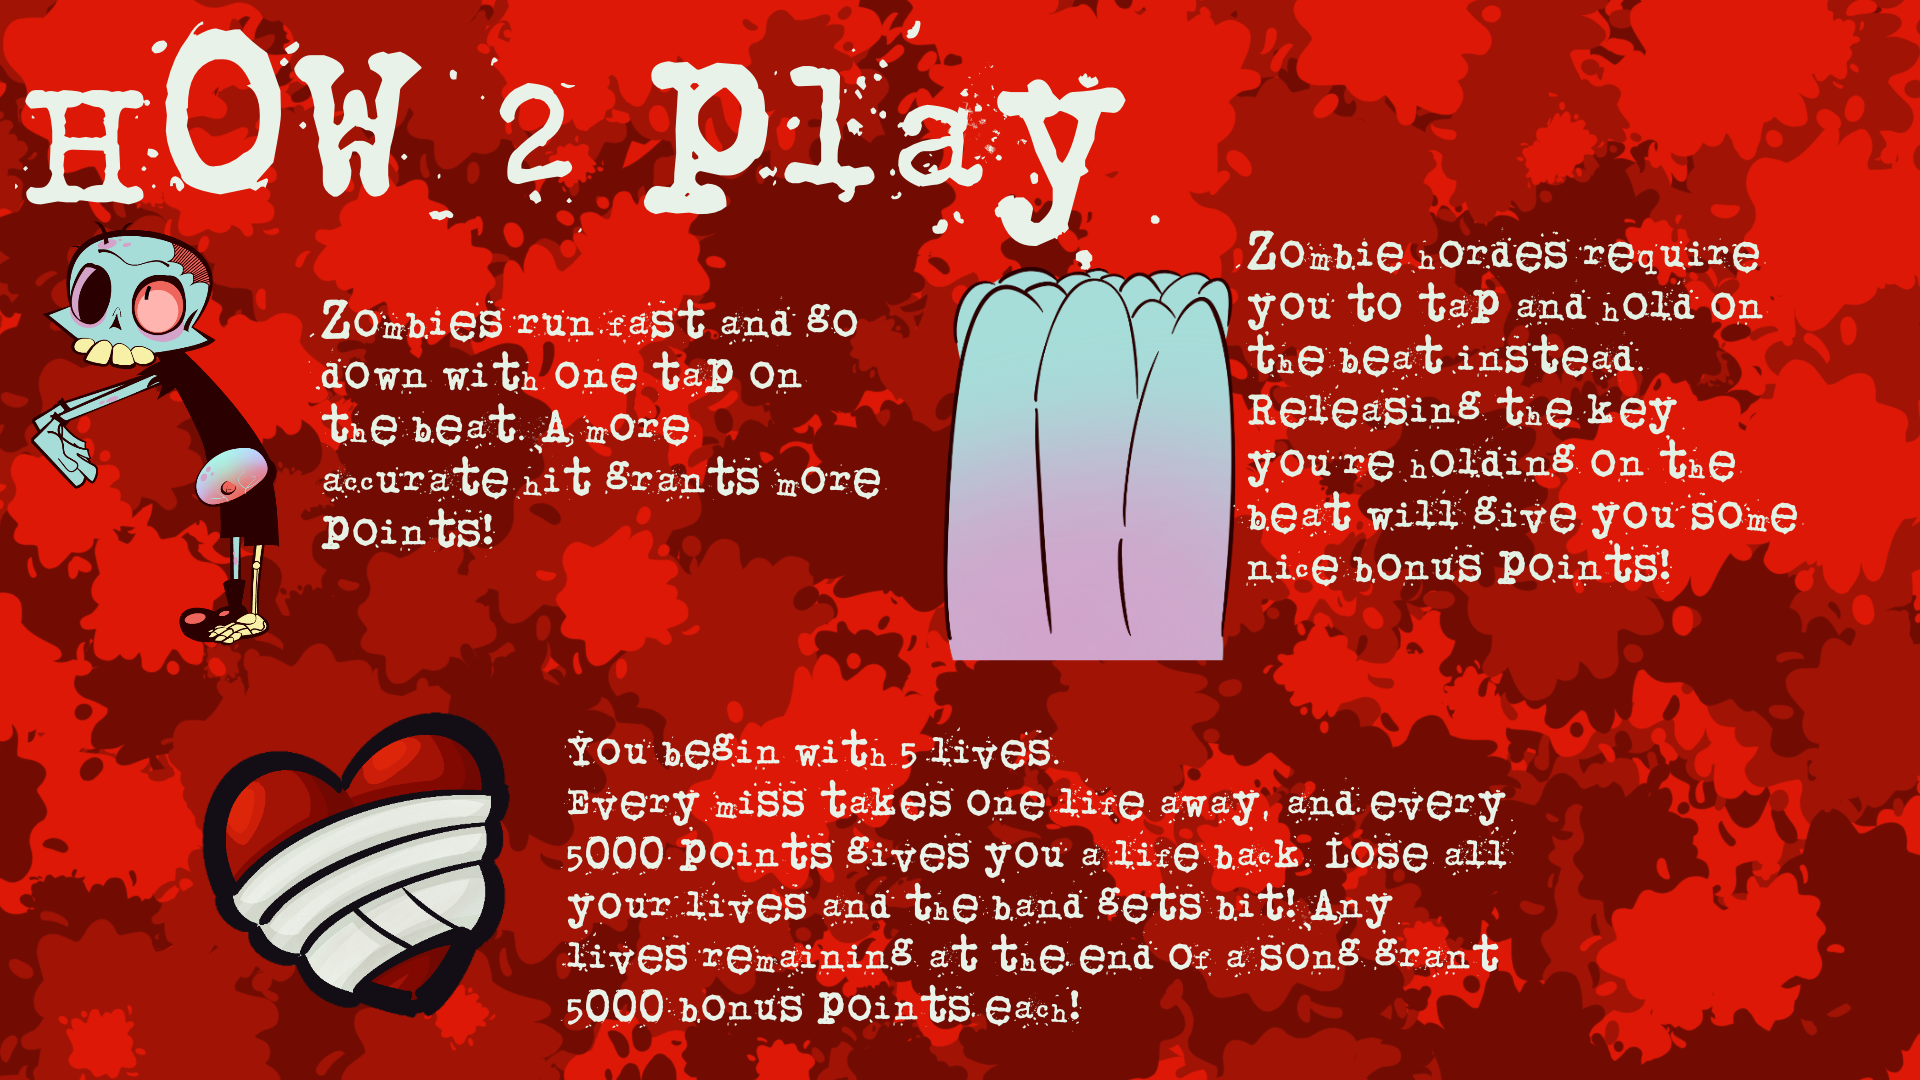 HOW 2 play
Zombies run fast and go
down with one tap on
the beat. A more
accurate hit grants more
points!
Zombie hordes require
you to tap and hold on
the beat instead.
Releasing the key
you're holding on the
beat will give you some
nice bonus points!
You begin with 5 lives.
Every miss takes one life away, and every
5000 points gives you a life back. Lose all
your lives and the band gets bit! Any
lives remaining at the end of a song grant
5000 bonus points each!